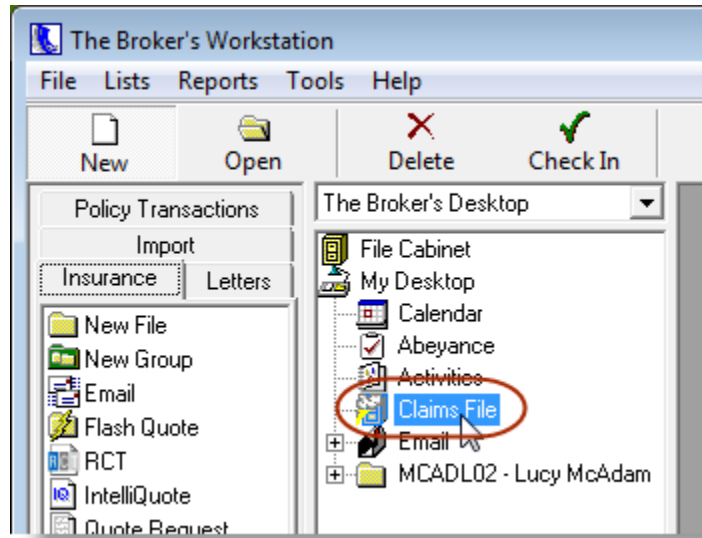 The Broker's Workstation
File Lists Reports Tools Help
New Open Delete Check In
Policy Transactions
Import
Insurance Letters
New File
New Group
Email
Flash Quote
RCT
IntelliQuote
Quote Request
The Broker's Desktop
File Cabinet
My Desktop
Calendar
Abeyance
Activities
Claims File
Email
MCADL02 - Lucy McAdam